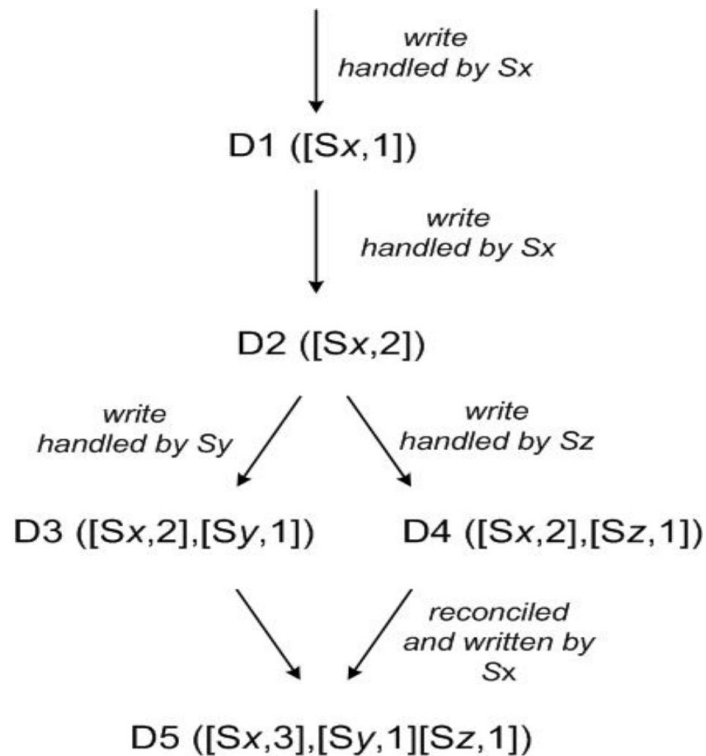 write
handled by Sx
D1 ([Sx,1])
write
handled by Sx
D2 ([Sx,2])
write
handled by Sy
write
handled by Sz
D3 ([Sx,2],[Sy,1])
D4 ([Sx,2],[Sz,1])
reconciled
and written by
Sx
D5 ([Sx,3],[Sy,1][Sz,1])